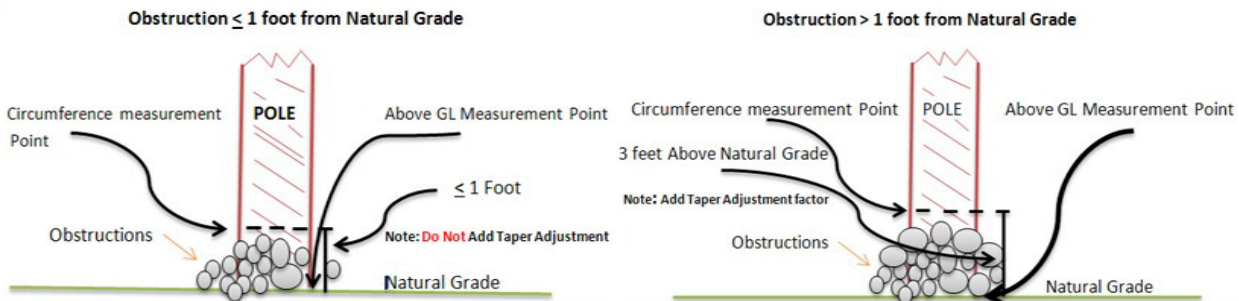 Obstruction ≤ 1 foot from Natural Grade
Circumference measurement
Point
POLE
Above GL Measurement Point
≤ 1 Foot
Note: Do Not Add Taper Adjustment
Obstructions
Natural Grade
Obstruction > 1 foot from Natural Grade
Circumference measurement Point
POLE
Above GL Measurement Point
3 feet Above Natural Grade
Note: Add Taper Adjustment factor
Obstructions
Natural Grade